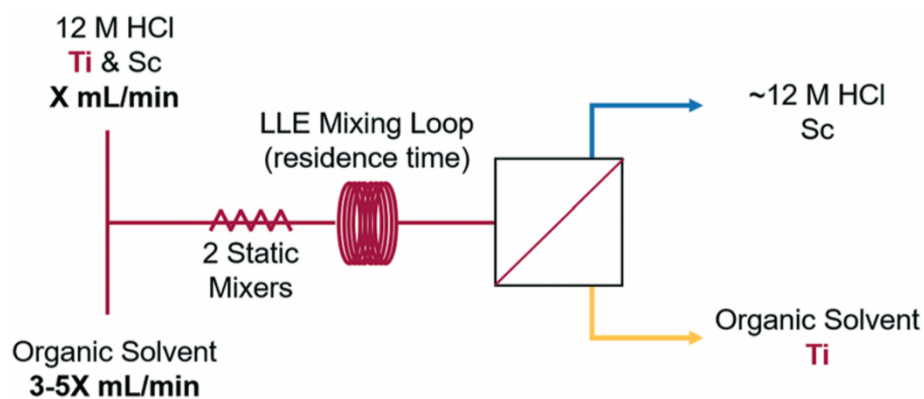 12 M HCl
Ti & Sc
X mL/min
LLE Mixing Loop
(residence time)
2 Static
Mixers
Organic Solvent
3-5X mL/min
~12 M HCl
Sc
Organic Solvent
Ti